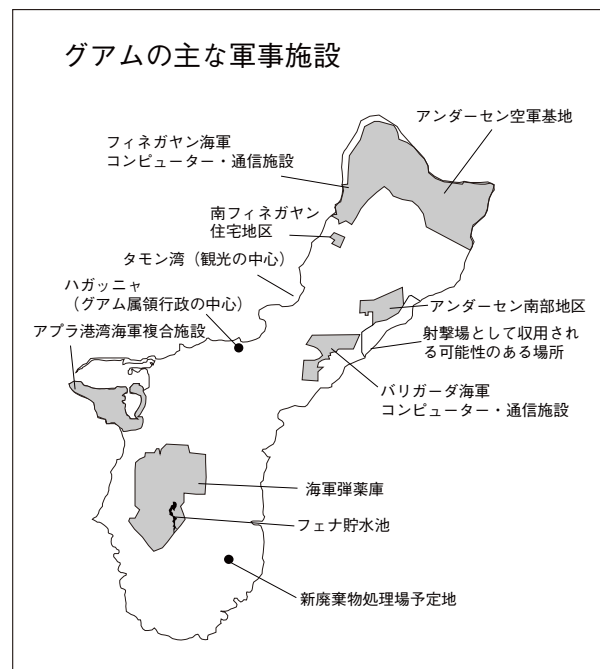 グアムの主な軍事施設
アンダーセン空軍基地
フィネガヤン海軍
コンピューター・通信施設
南フィネガヤン
住宅地区
タモン湾（観光の中心）
ハガッニャ
（グアム属領行政の中心）
アプラ港湾海軍複合施設
アンダーセン南部地区
射撃場として収用され
る可能性のある場所
バリガーダ海軍
コンピューター・通信施設
海軍弾薬庫
フェナ貯水池
新廃棄物処理場予定地